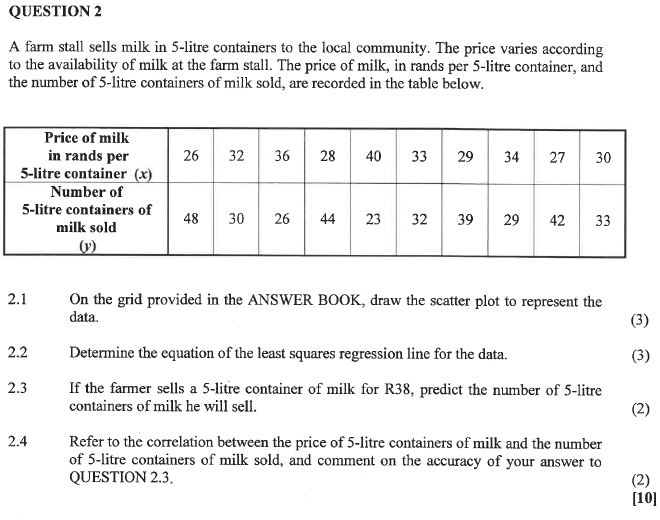 QUESTION 2
A farm stall sells milk in 5-litre containers to the local community. The price varies according
to the availability of milk at the farm stall. The price of milk, in rands per 5-litre container, and
the number of 5-litre containers of milk sold, are recorded in the table below.
Price of milk
in rands per
5-litre container (x)
26 32 36 28 40 33 29 34 27 30
Number of
5-litre containers of
milk sold
(y)
48 30 26 44 23 32 39 29 42 33
2.1 On the grid provided in the ANSWER BOOK, draw the scatter plot to represent the
data. (3)
2.2 Determine the equation of the least squares regression line for the data. (3)
2.3 If the farmer sells a 5-litre container of milk for R38, predict the number of 5-litre
containers of milk he will sell. (2)
2.4 Refer to the correlation between the price of 5-litre containers of milk and the number
of 5-litre containers of milk sold, and comment on the accuracy of your answer to
QUESTION 2.3. (2)
[10]